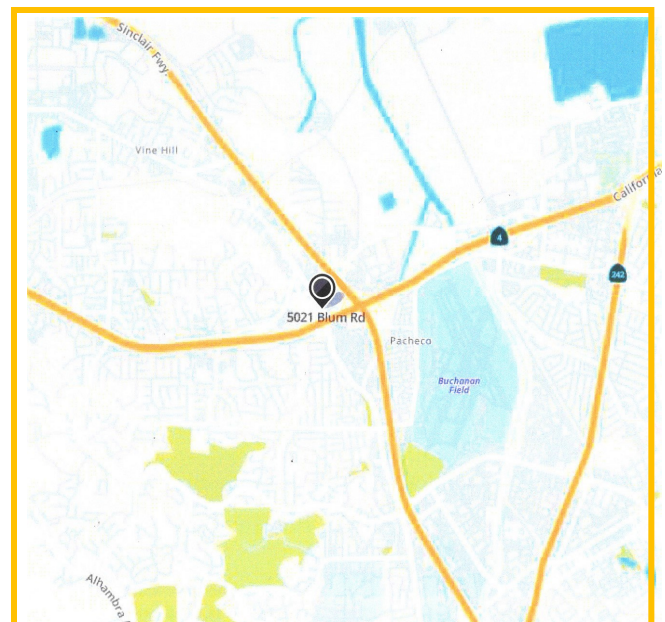 Sinclair Fwy.
Vine Hill
California
4
242
5021 Blum Rd
Pacheco
Buchanan
Field
Alhambra